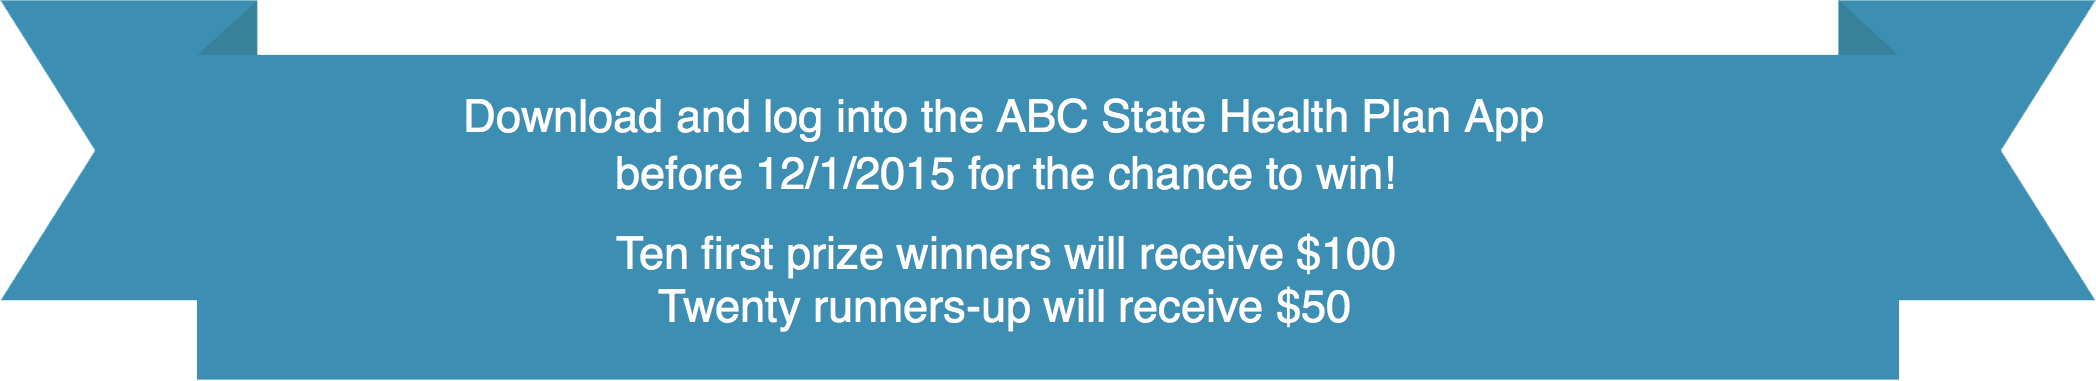 Download and log into the ABC State Health Plan App
before 12/1/2015 for the chance to win!
Ten first prize winners will receive $100
Twenty runners-up will receive $50